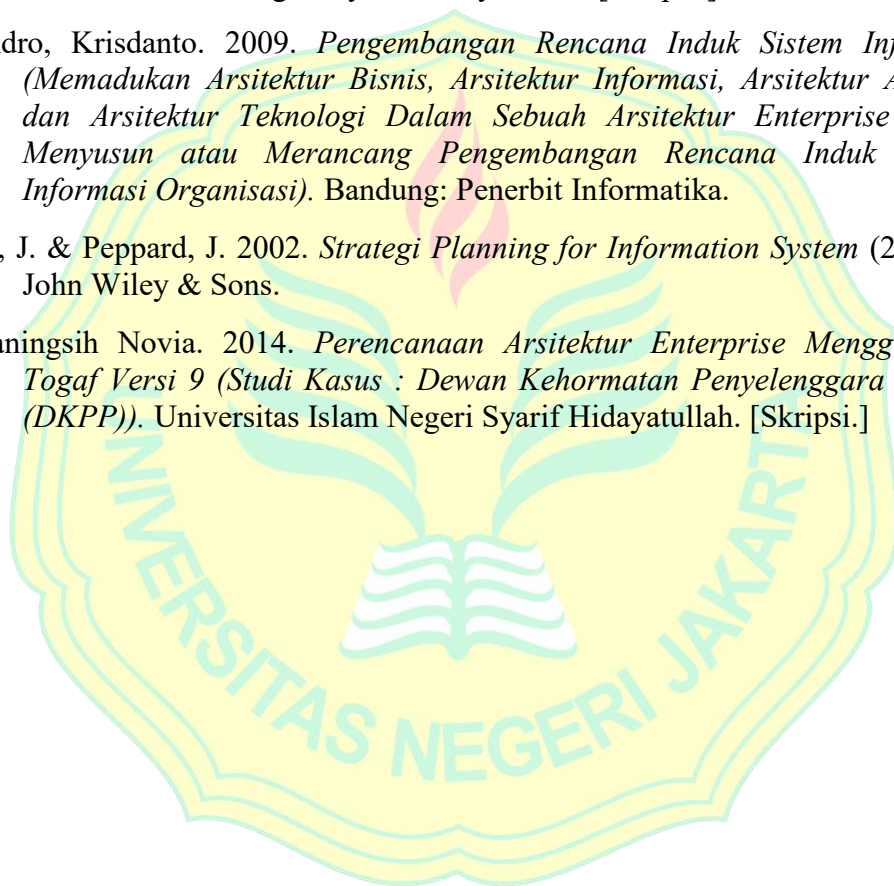 ndro, Krisdanto. 2009. Pengembangan Rencana Induk Sistem Inf
(Memadukan Arsitektur Bisnis, Arsitektur Informasi, Arsitektur A
dan Arsitektur Teknologi Dalam Sebuah Arsitektur Enterprise
Menyusun atau Merancang Pengembangan Rencana Induk
Informasi Organisasi). Bandung: Penerbit Informatika.
, J. & Peppard, J. 2002. Strategi Planning for Information System (2
John Wiley & Sons.
aningsih Novia. 2014. Perencanaan Arsitektur Enterprise Mengg
Togaf Versi 9 (Studi Kasus : Dewan Kehormatan Penyelenggara
(DKPP)). Universitas Islam Negeri Syarif Hidayatullah. [Skripsi.]
UNIVERSITAS NEGERI JAKARTA